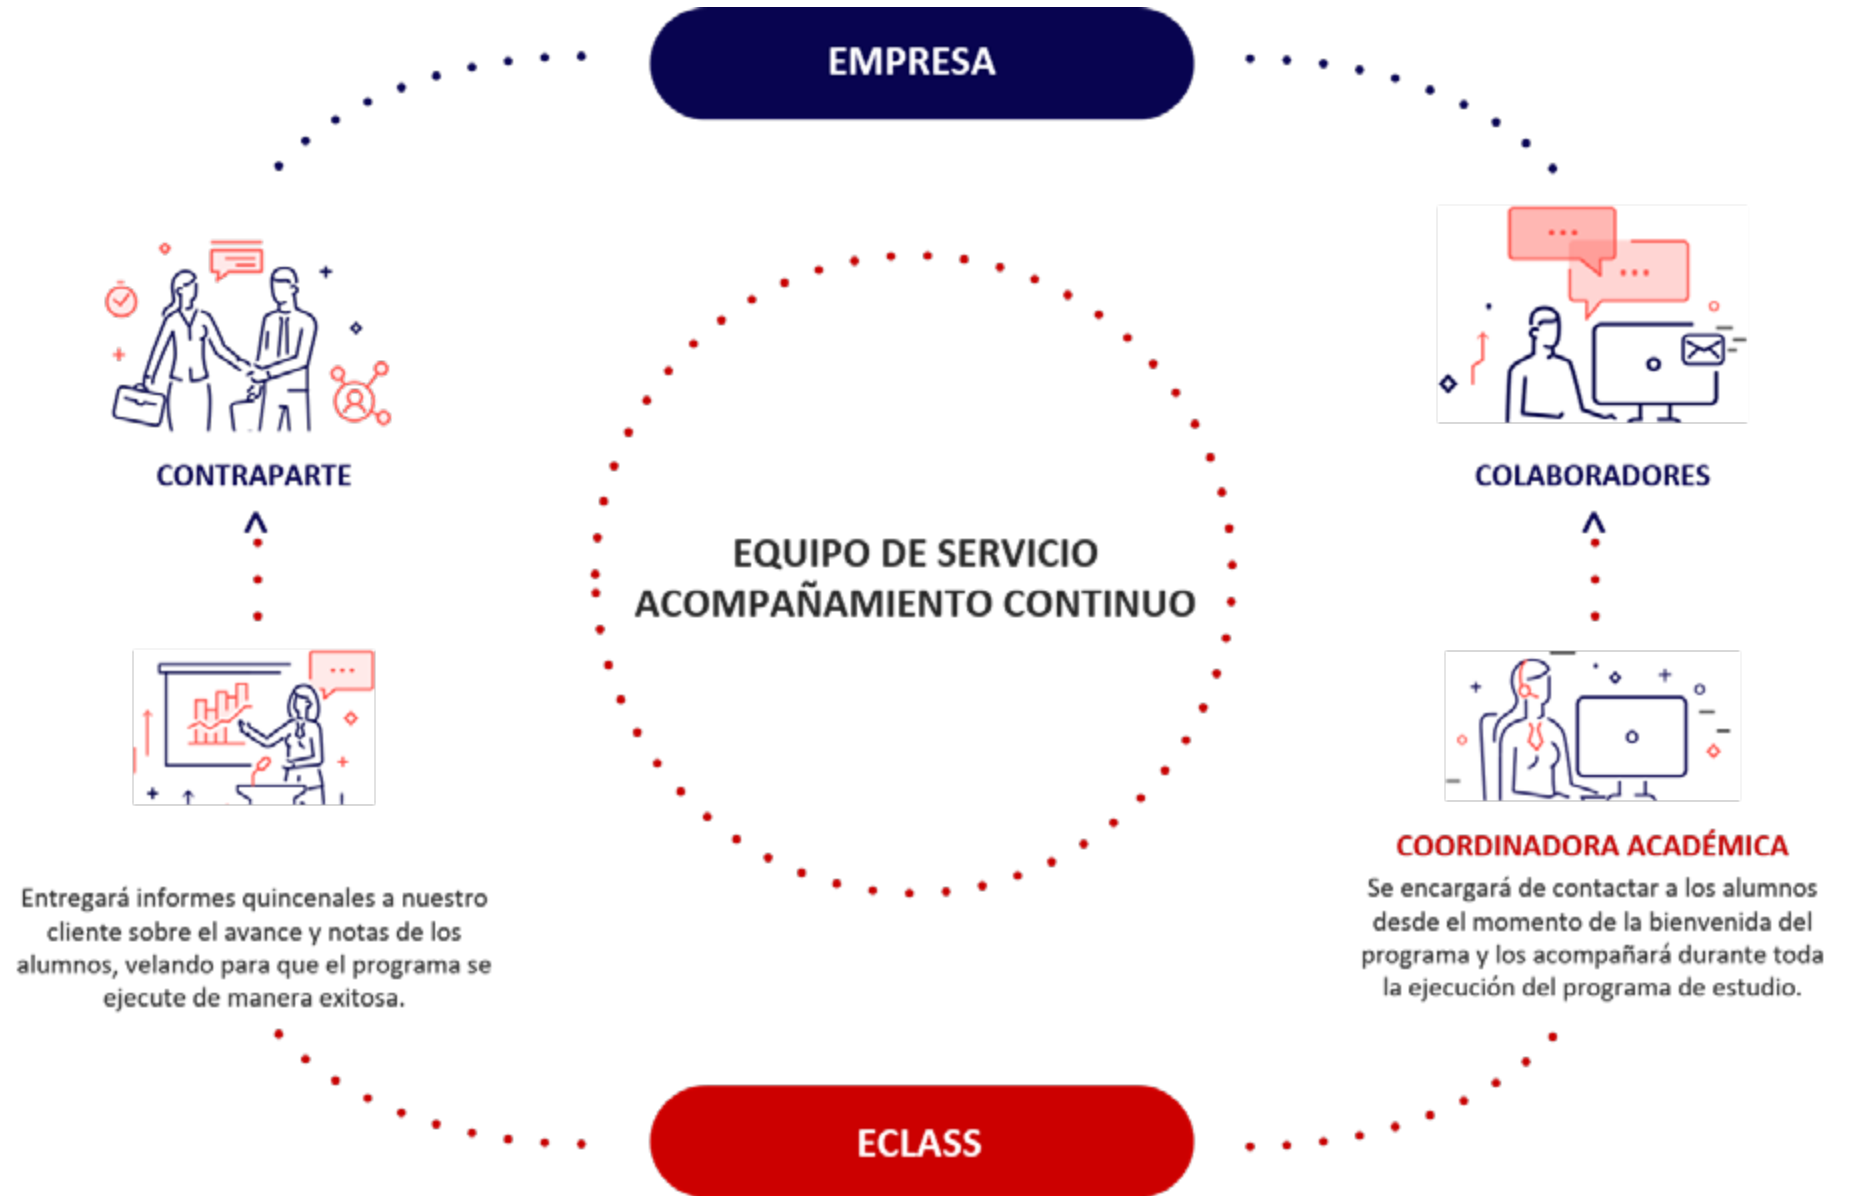 EMPRESA
CONTRAPARTE
COLABORADORES
EQUIPO DE SERVICIO
ACOMPAÑAMIENTO CONTINUO
Entregará informes quincenales a nuestro
cliente sobre el avance y notas de los
alumnos, velando para que el programa se
ejecute de manera exitosa.
COORDINADORA ACADÉMICA
Se encargará de contactar a los alumnos
desde el momento de la bienvenida del
programa y los acompañará durante toda
la ejecución del programa de estudio.
ECLASS